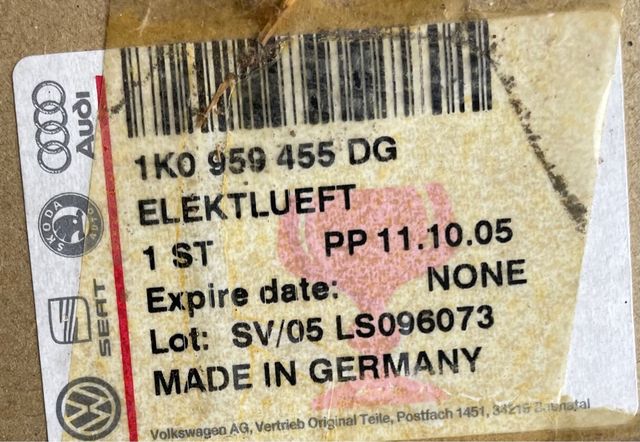 Audi
ŠKODA AUTO
SEAT
1K0 959 455 DG
ELEKTLUEFT
1 ST PP 11.10.05
Expire date: NONE
Lot: SV/05 LS096073
MADE IN GERMANY
Volkswagen AG, Vertrieb Original Teile, Postfach 1451,